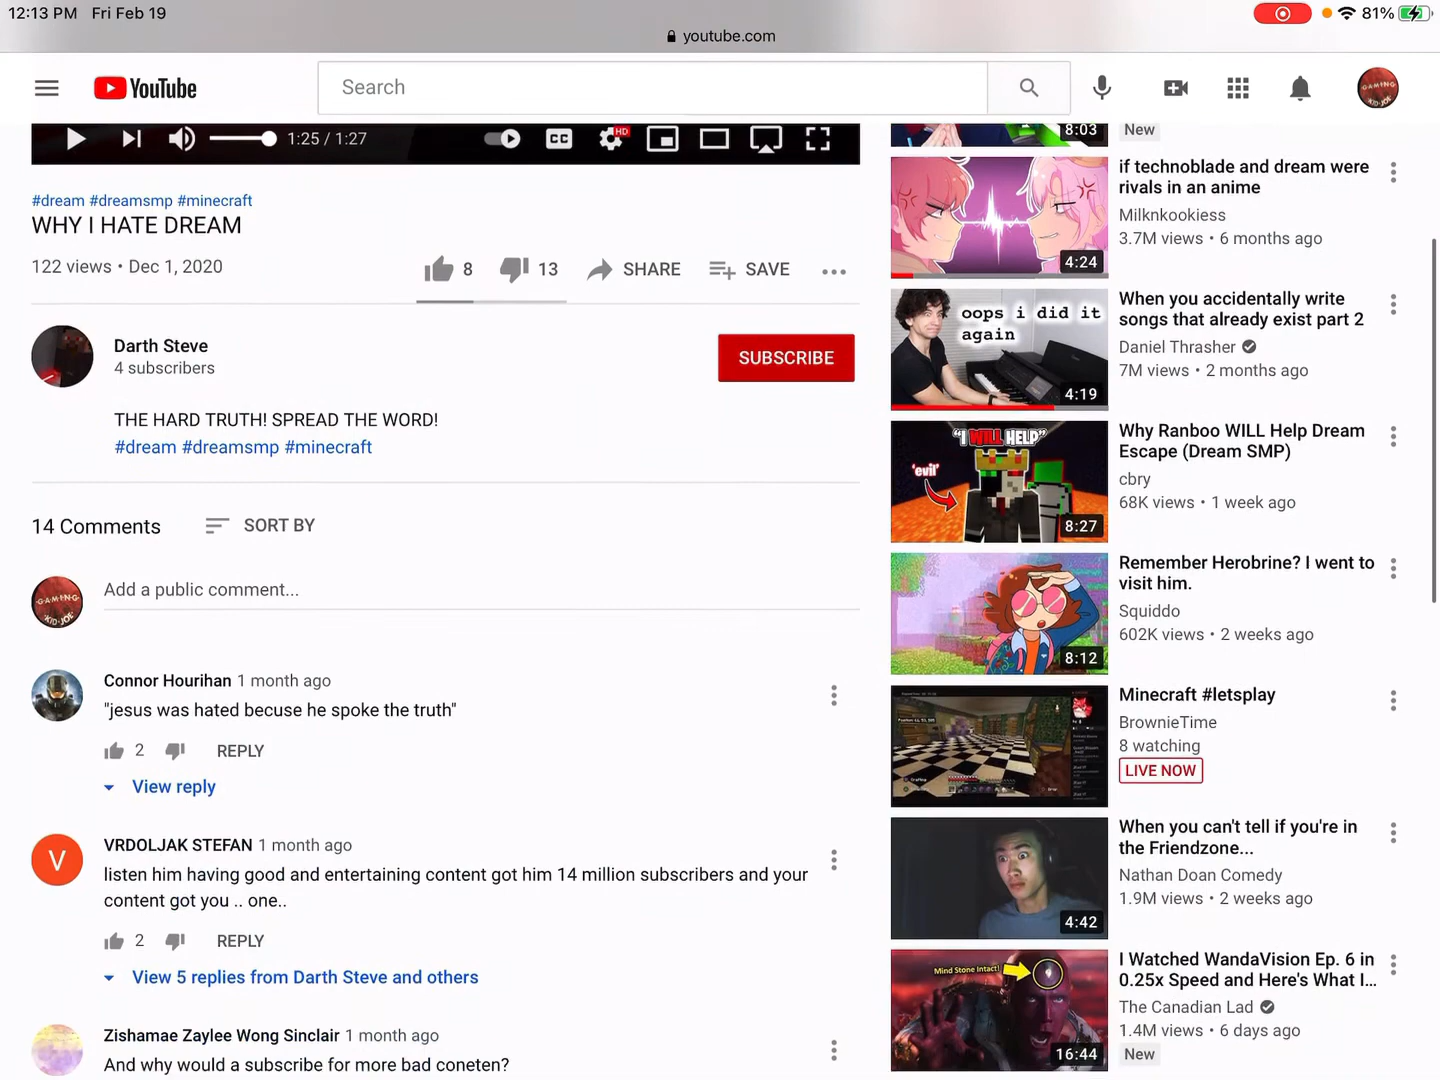 12:13 PM Fri Feb 19
81%
youtube.com
YouTube
Search
GAMING
KID-JOE
1:25 / 1:27
CC
HD
#dream #dreamsmp #minecraft
WHY I HATE DREAM
122 views • Dec 1, 2020
8
13
SHARE
SAVE
Darth Steve
4 subscribers
SUBSCRIBE
THE HARD TRUTH! SPREAD THE WORD!
#dream #dreamsmp #minecraft
14 Comments
SORT BY
GAMING
KID-JOE
Add a public comment...
Connor Hourihan 1 month ago
"jesus was hated becuse he spoke the truth"
2
REPLY
View reply
V
VRDOLJAK STEFAN 1 month ago
listen him having good and entertaining content got him 14 million subscribers and your
content got you .. one..
2
REPLY
View 5 replies from Darth Steve and others
Zishamae Zaylee Wong Sinclair 1 month ago
And why would a subscribe for more bad coneten?
8:03
New
4:24
if technoblade and dream were
rivals in an anime
Milknkookiess
3.7M views • 6 months ago
oops i did it
again
4:19
When you accidentally write
songs that already exist part 2
Daniel Thrasher
7M views • 2 months ago
"I WILL HELP"
'evil'
8:27
Why Ranboo WILL Help Dream
Escape (Dream SMP)
cbry
68K views • 1 week ago
8:12
Remember Herobrine? I went to
visit him.
Squiddo
602K views • 2 weeks ago
Minecraft #letsplay
BrownieTime
8 watching
LIVE NOW
4:42
When you can't tell if you're in
the Friendzone...
Nathan Doan Comedy
1.9M views • 2 weeks ago
Mind Stone Intact!
16:44
I Watched WandaVision Ep. 6 in
0.25x Speed and Here's What I...
The Canadian Lad
1.4M views • 6 days ago
New